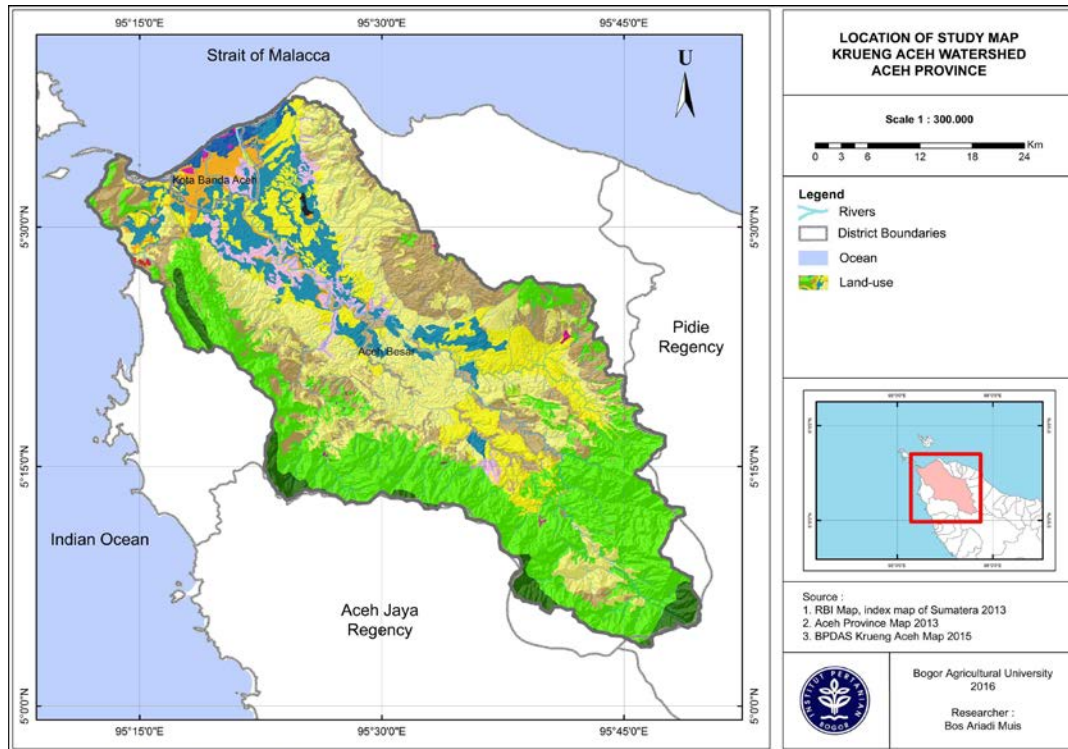 95°15'0"E
95°30'0"E
95°45'0"E
Strait of Malacca
U
Kota Banda Aceh
5°30'0"N
5°30'0"N
Pidie
Regency
Aceh Besar
5°15'0"N
5°15'0"N
Indian Ocean
Aceh Jaya
Regency
5°0'0"N
5°0'0"N
95°15'0"E
95°30'0"E
95°45'0"E
LOCATION OF STUDY MAP
KRUENG ACEH WATERSHED
ACEH PROVINCE
Scale 1 : 300.000
Km
0 3 6 12 18 24
Legend
Rivers
District Boundaries
Ocean
Land-use
Source :
1. RBI Map, index map of Sumatera 2013
2. Aceh Province Map 2013
3. BPDAS Krueng Aceh Map 2015
INSTITUT PERTANIAN
BOGOR
Bogor Agricultural University
2016
Researcher :
Bos Ariadi Muis